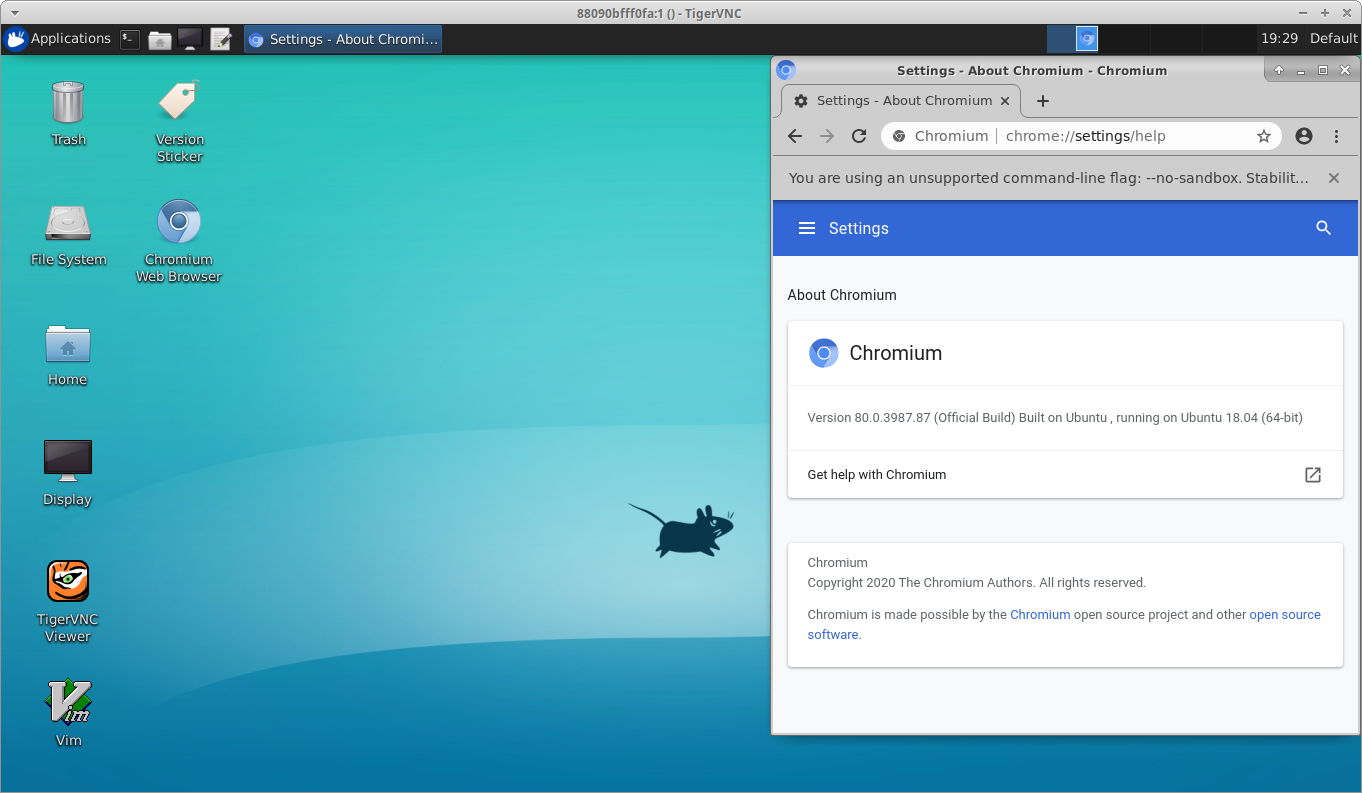 88090bfff0fa:1 () - TigerVNC
Applications
Settings - About Chromi...
19:29 Default
Trash
Version
Sticker
File System
Chromium
Web Browser
Home
Display
TigerVNC
Viewer
Vim
Settings - About Chromium - Chromium
Settings - About Chromium
Chromium | chrome://settings/help
You are using an unsupported command-line flag: --no-sandbox. Stabilit...
Settings
About Chromium
Chromium
Version 80.0.3987.87 (Official Build) Built on Ubuntu , running on Ubuntu 18.04 (64-bit)
Get help with Chromium
Chromium
Copyright 2020 The Chromium Authors. All rights reserved.
Chromium is made possible by the Chromium open source project and other open source
software.